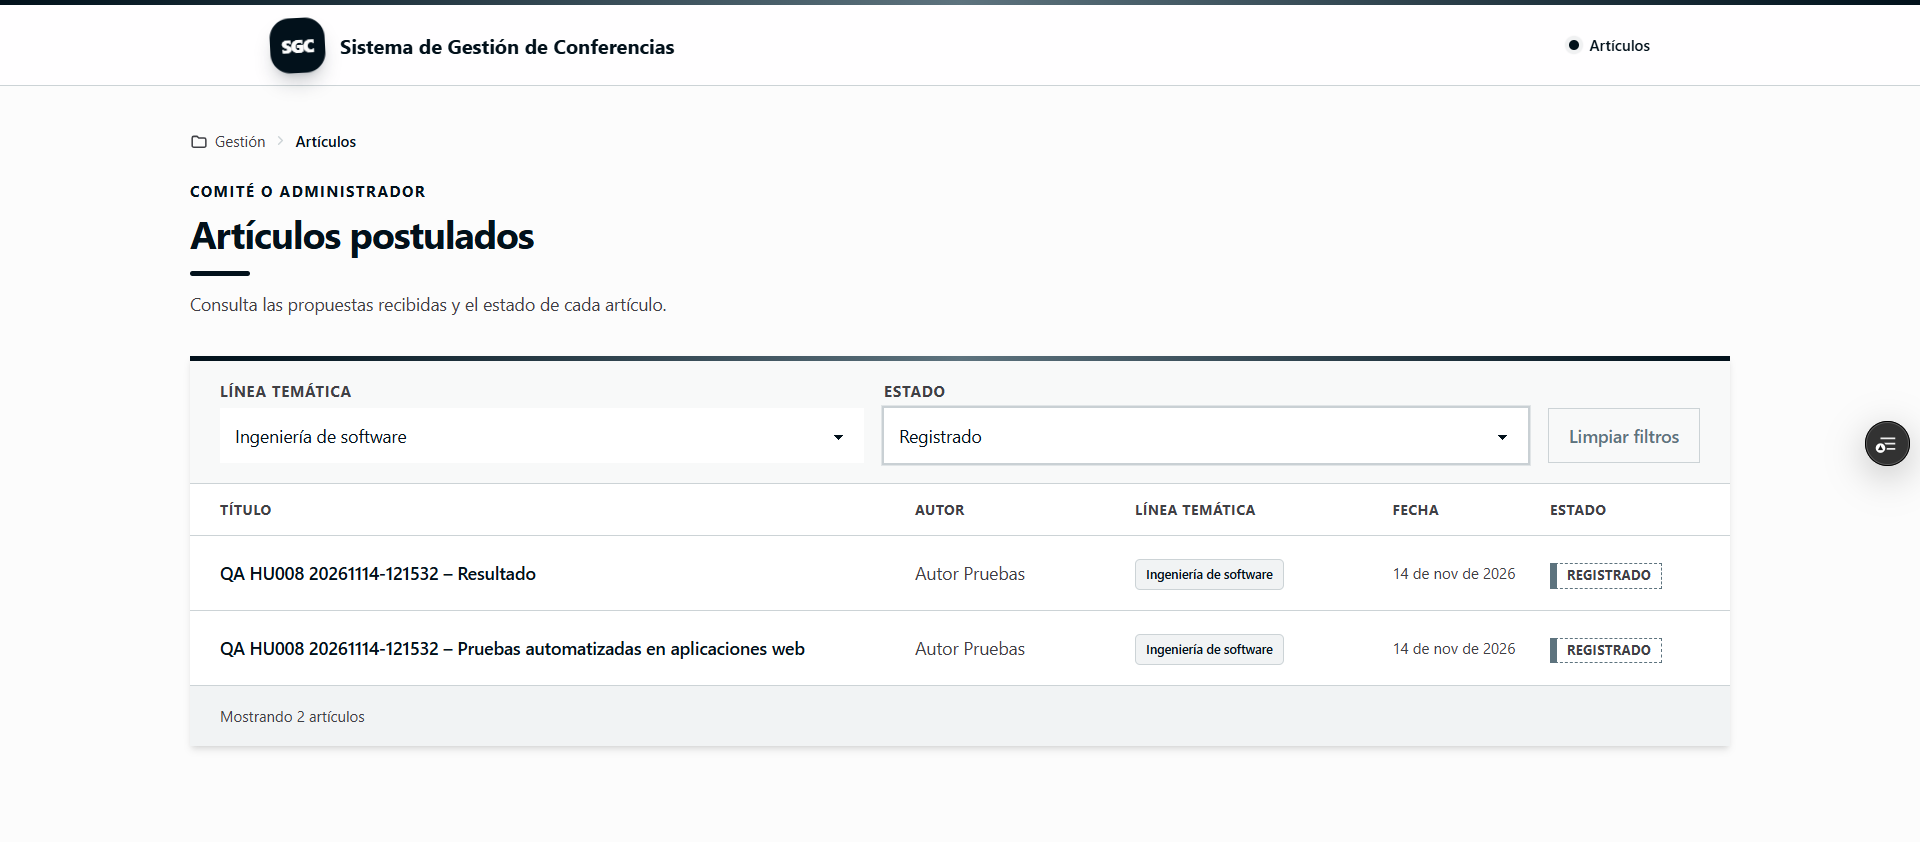 SGC Sistema de Gestión de Conferencias
Artículos
Gestión > Artículos
COMITÉ O ADMINISTRADOR
Artículos postulados
Consulta las propuestas recibidas y el estado de cada artículo.
LÍNEA TEMÁTICA ESTADO
Ingeniería de software Registrado Limpiar filtros
TÍTULO AUTOR LÍNEA TEMÁTICA FECHA ESTADO
QA HU008 20261114-121532 – Resultado Autor Pruebas Ingeniería de software 14 de nov de 2026 REGISTRADO
QA HU008 20261114-121532 – Pruebas automatizadas en aplicaciones web Autor Pruebas Ingeniería de software 14 de nov de 2026 REGISTRADO
Mostrando 2 artículos